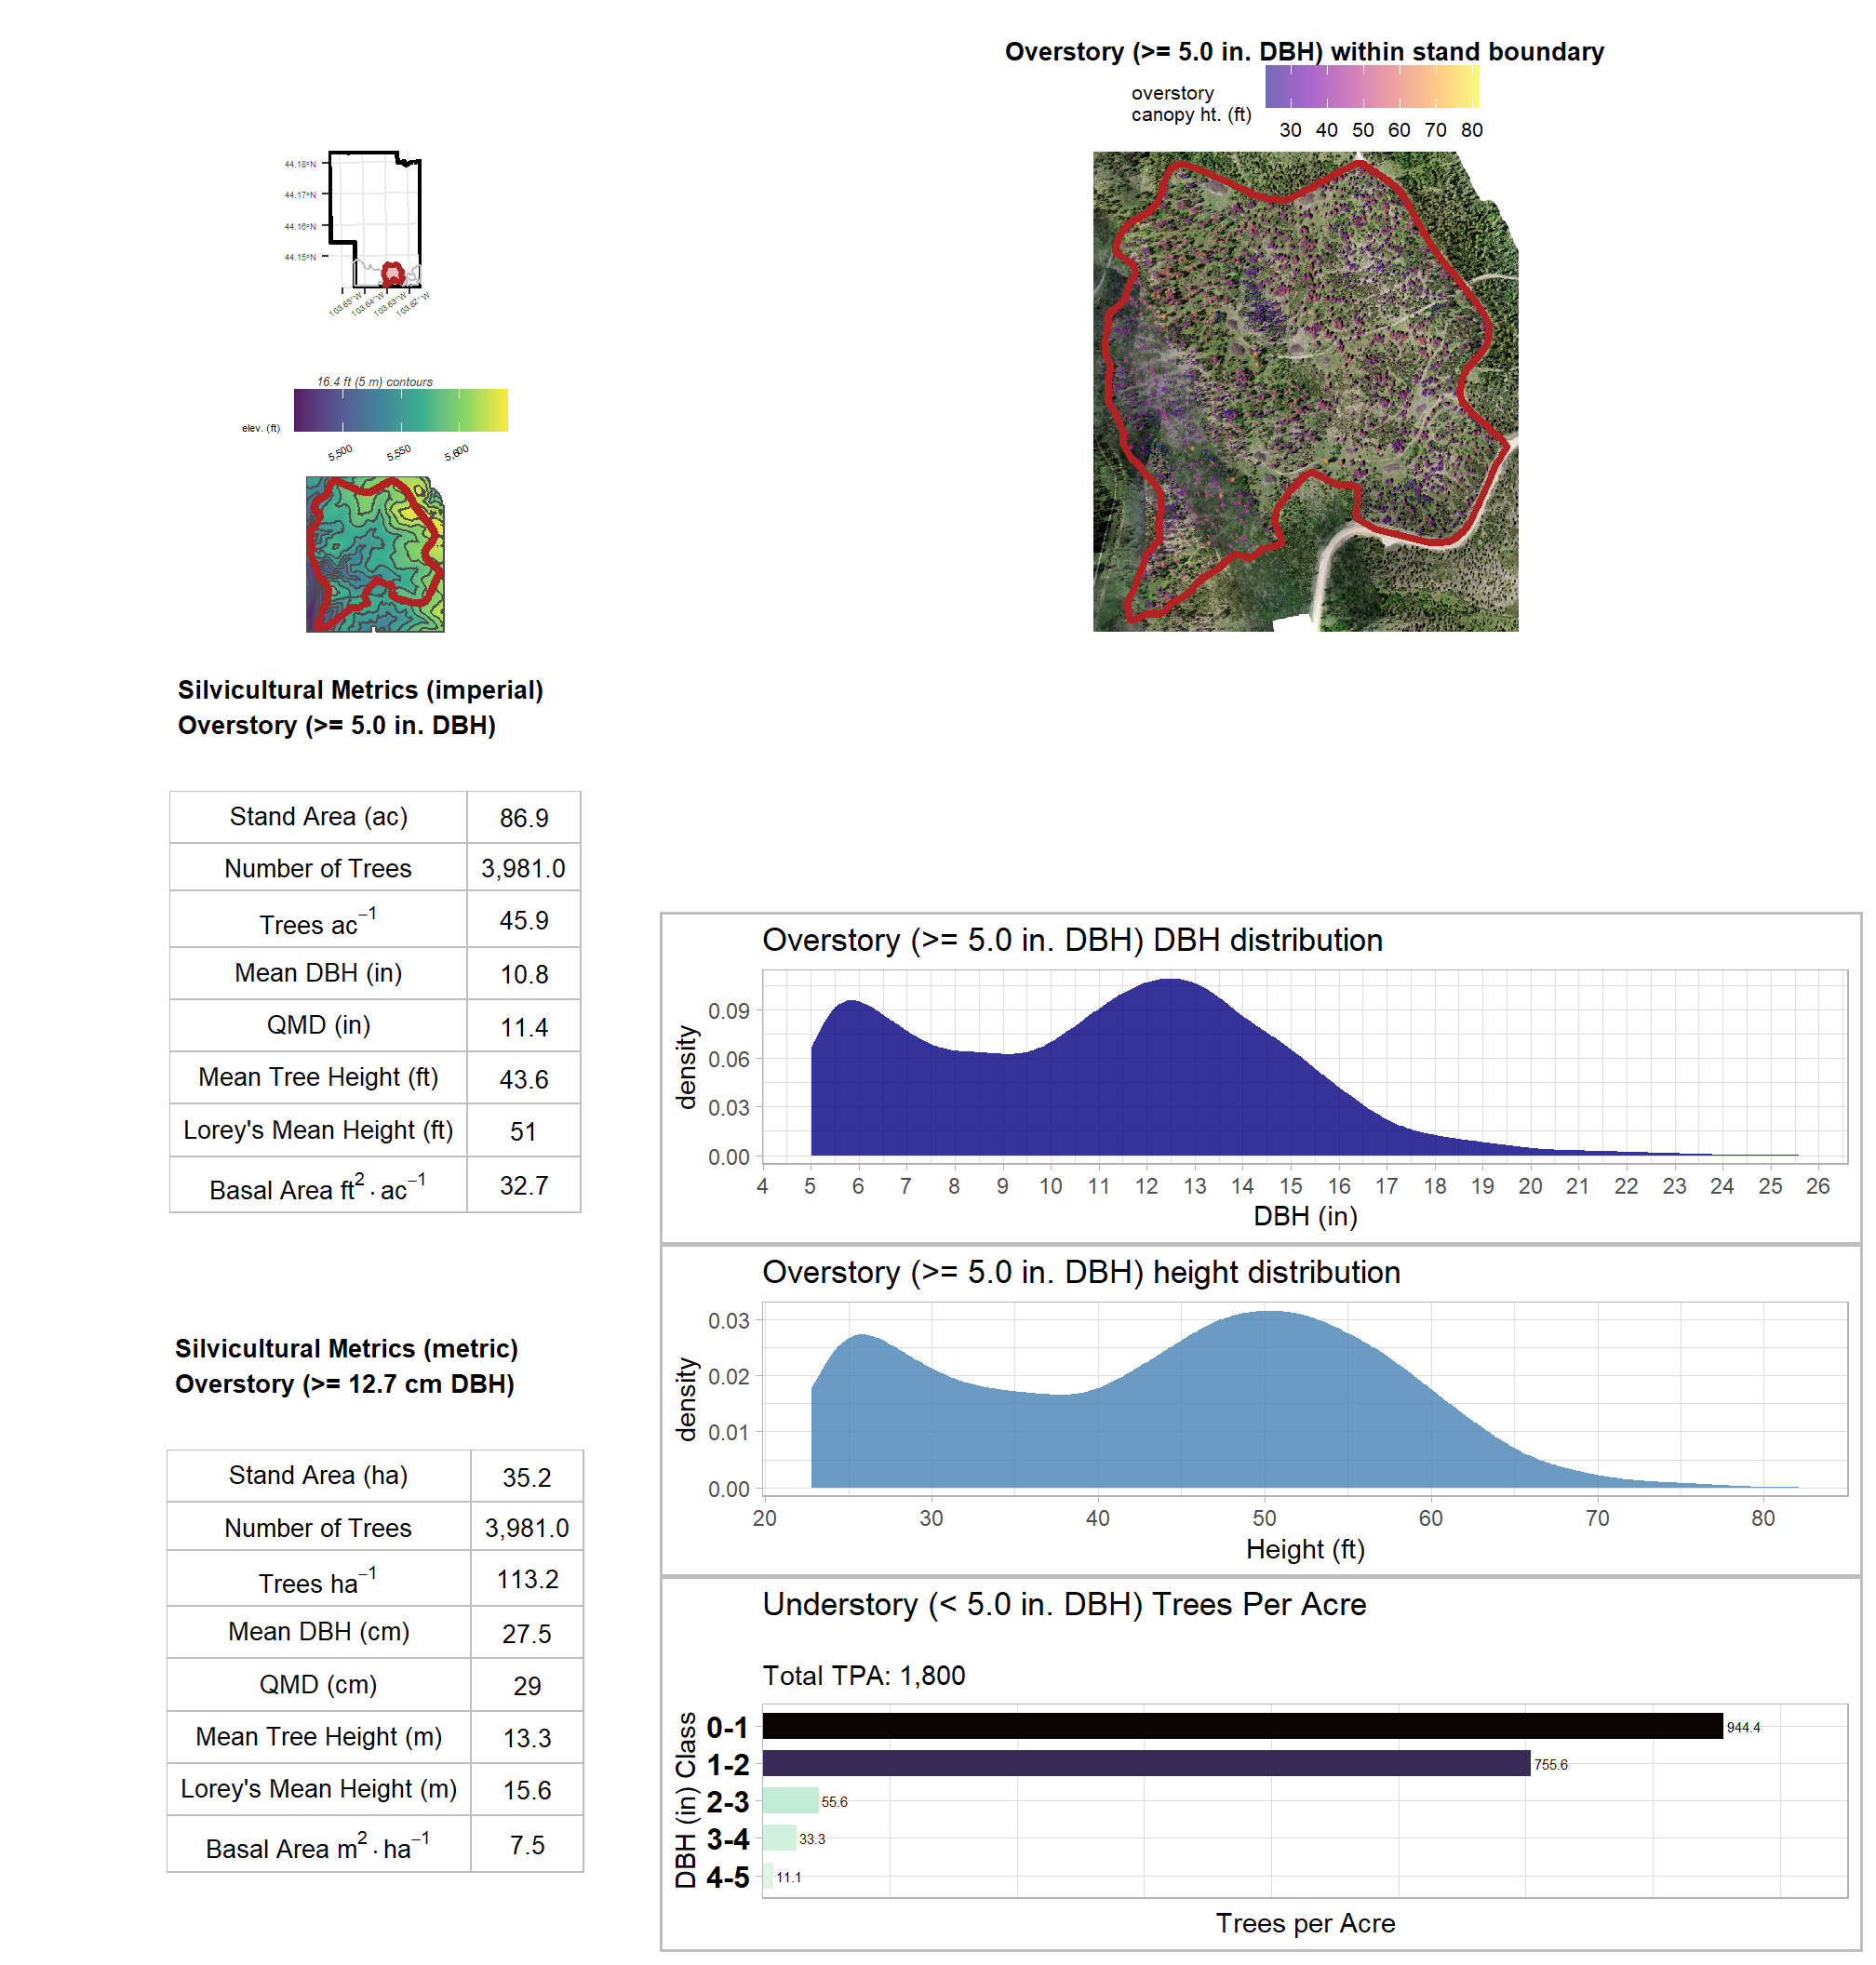 Overstory (>= 5.0 in. DBH) within stand boundary
overstory
canopy ht. (ft)
30 40 50 60 70 80
44.18°N
44.17°N
44.16°N
44.15°N
103.65°W 103.64°W 103.63°W 103.62°W
16.4 ft (5 m) contours
elev. (ft)
5,500 5,550 5,600
Silvicultural Metrics (imperial)
Overstory (>= 5.0 in. DBH)
Stand Area (ac) 86.9
Number of Trees 3,981.0
Trees ac⁻¹ 45.9
Mean DBH (in) 10.8
QMD (in) 11.4
Mean Tree Height (ft) 43.6
Lorey's Mean Height (ft) 51
Basal Area ft² · ac⁻¹ 32.7
Silvicultural Metrics (metric)
Overstory (>= 12.7 cm DBH)
Stand Area (ha) 35.2
Number of Trees 3,981.0
Trees ha⁻¹ 113.2
Mean DBH (cm) 27.5
QMD (cm) 29
Mean Tree Height (m) 13.3
Lorey's Mean Height (m) 15.6
Basal Area m² · ha⁻¹ 7.5
Overstory (>= 5.0 in. DBH) DBH distribution
density
0.09
0.06
0.03
0.00
4 5 6 7 8 9 10 11 12 13 14 15 16 17 18 19 20 21 22 23 24 25 26
DBH (in)
Overstory (>= 5.0 in. DBH) height distribution
density
0.03
0.02
0.01
0.00
20 30 40 50 60 70 80
Height (ft)
Understory (< 5.0 in. DBH) Trees Per Acre
Total TPA: 1,800
DBH (in) Class
0-1 944.4
1-2 755.6
2-3 55.6
3-4 33.3
4-5 11.1
Trees per Acre